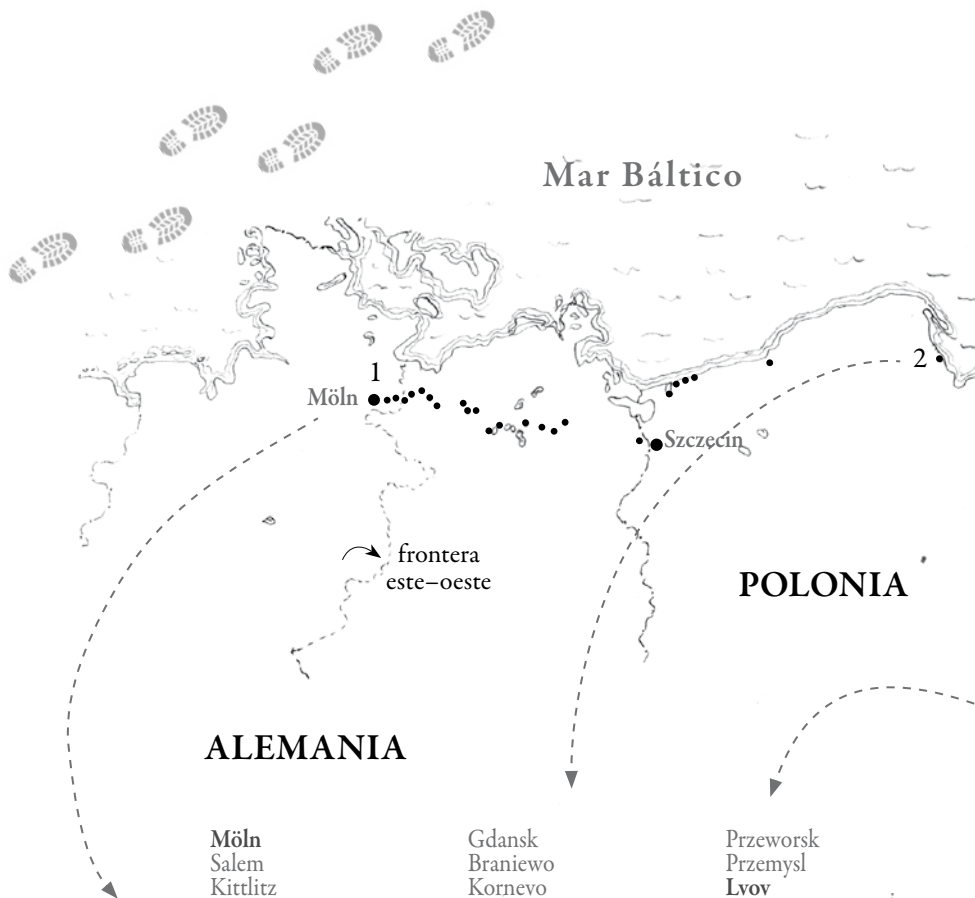 Mar Báltico
1
2
Möln
Szczecin
frontera
este–oeste
POLONIA
ALEMANIA
Möln
Salem
Kittlitz
Gdansk
Braniewo
Kornevo
Przeworsk
Przemysl
Lvov